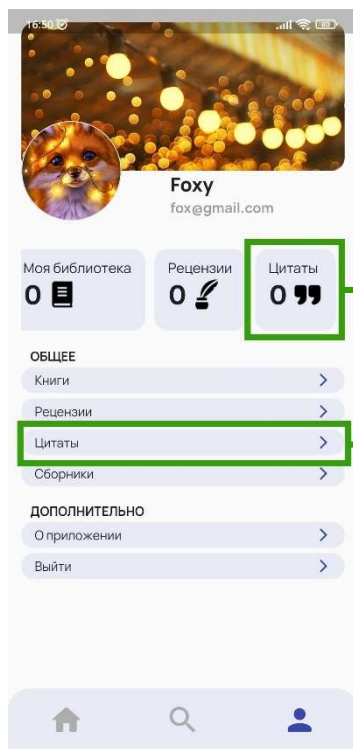 16:50
80
Foxy
fox@gmail.com
Моя библиотека
0
Рецензии
0
Цитаты
0
ОБЩЕЕ
Книги
Рецензии
Цитаты
Сборники
ДОПОЛНИТЕЛЬНО
О приложении
Выйти